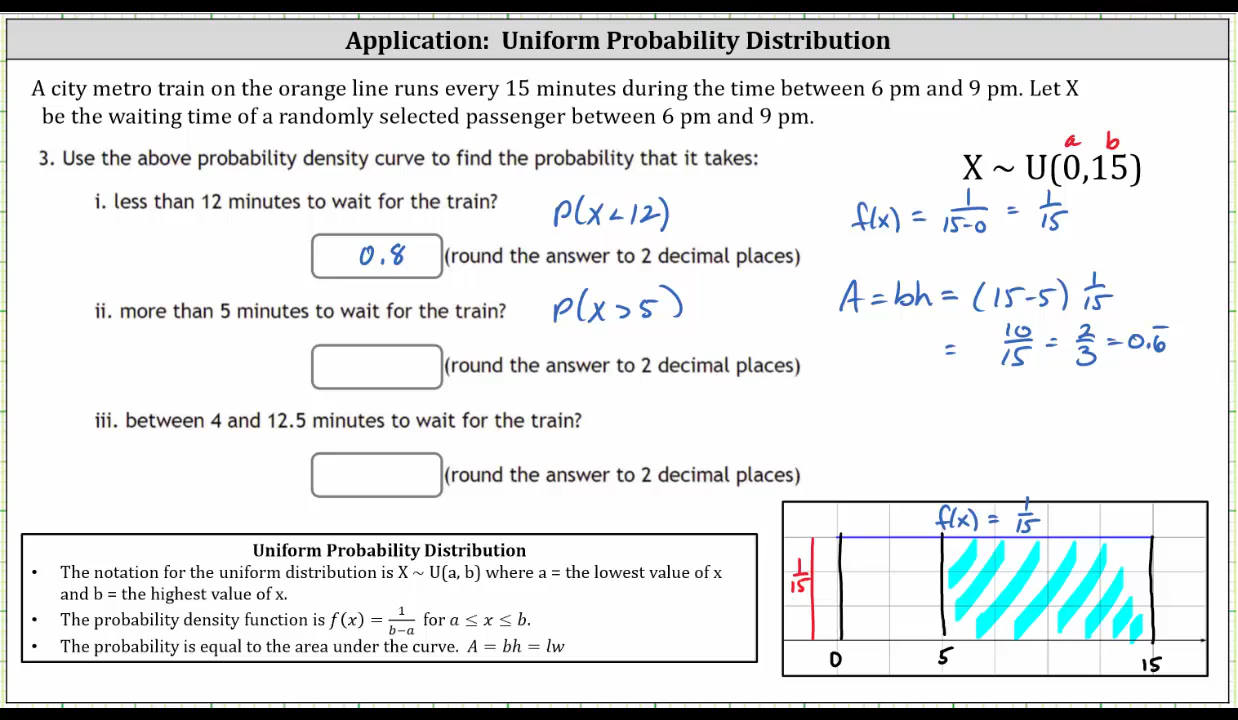 Application: Uniform Probability Distribution
A city metro train on the orange line runs every 15 minutes during the time between 6 pm and 9 pm. Let X
be the waiting time of a randomly selected passenger between 6 pm and 9 pm.
3. Use the above probability density curve to find the probability that it takes:
a b
X ~ U(0,15)
i. less than 12 minutes to wait for the train? P(X<12)
f(x) = 1/(15-0) = 1/15
0.8 (round the answer to 2 decimal places)
ii. more than 5 minutes to wait for the train? P(X>5)
A = bh = (15-5) 1/15
= 10/15 = 2/3 = 0.6̅
(round the answer to 2 decimal places)
iii. between 4 and 12.5 minutes to wait for the train?
(round the answer to 2 decimal places)
Uniform Probability Distribution
• The notation for the uniform distribution is X ~ U(a, b) where a = the lowest value of x
and b = the highest value of x.
• The probability density function is f(x) = 1/(b−a) for a ≤ x ≤ b.
• The probability is equal to the area under the curve. A = bh = lw
f(x) = 1/15
1/15
0 5 15